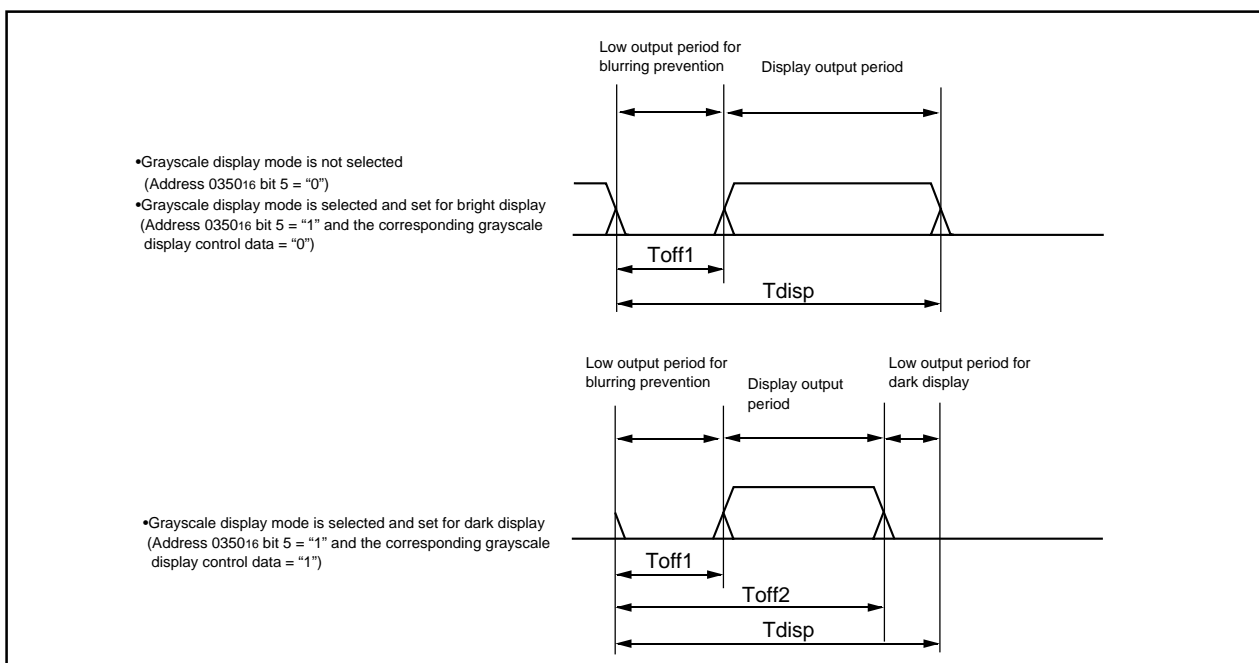 Low output period for
blurring prevention
Display output period
•Grayscale display mode is not selected
(Address 035016 bit 5 = “0”)
•Grayscale display mode is selected and set for bright display
(Address 035016 bit 5 = “1” and the corresponding grayscale
display control data = “0”)
Toff1
Tdisp
Low output period for
blurring prevention
Display output
period
Low output period for
dark display
•Grayscale display mode is selected and set for dark display
(Address 035016 bit 5 = “1” and the corresponding grayscale
display control data = “1”)
Toff1
Toff2
Tdisp